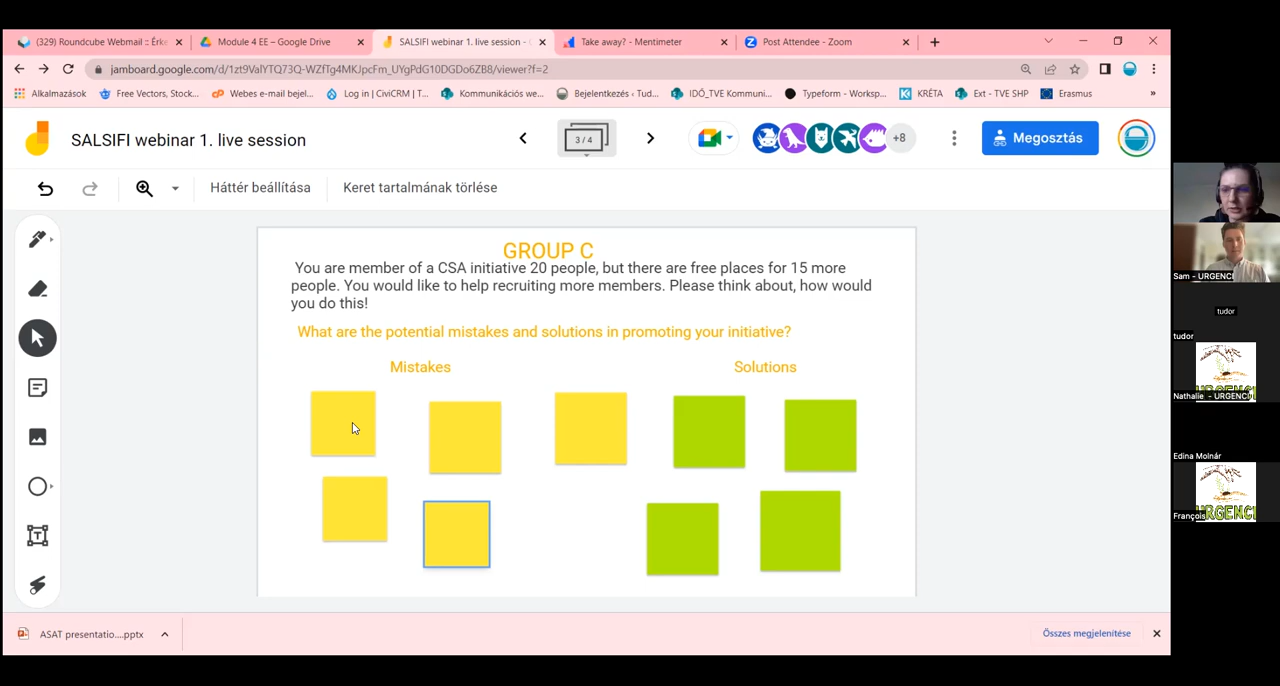 (329) Roundcube Webmail :: Érke
Module 4 EE – Google Drive
SALSIFI webinar 1. live session -
Take away? - Mentimeter
Post Attendee - Zoom
jamboard.google.com/d/1zt9ValYTQ73Q-WZfTg4MKJpcFm_UYgPdG10DGDo6ZB8/viewer?f=2
Alkalmazások
Free Vectors, Stock...
Webes e-mail bejel...
Log in | CiviCRM | T...
Kommunikációs we...
Bejelentkezés ‹ Tud...
IDŐ_TVE Kommuni...
Typeform - Worksp...
KRÉTA
Ext - TVE SHP
Erasmus
»
SALSIFI webinar 1. live session
3 / 4
+8
Megosztás
Háttér beállítása
Keret tartalmának törlése
GROUP C
You are member of a CSA initiative 20 people, but there are free places for 15 more
people. You would like to help recruiting more members. Please think about, how would
you do this!
What are the potential mistakes and solutions in promoting your initiative?
Mistakes
Solutions
ASAT presentatio....pptx
Összes megjelenítése
Sam - URGENCI
tudor
tudor
Nathalie - URGENCI
Edina Molnár
URGENCI
François